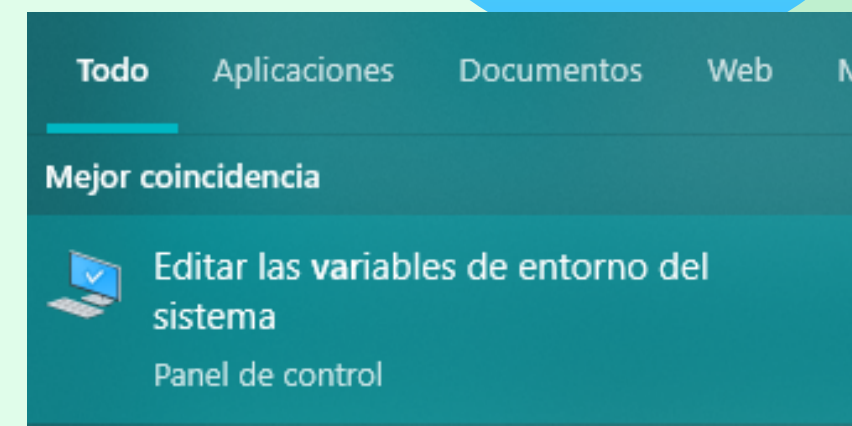 Todo Aplicaciones Documentos Web
Mejor coincidencia
Editar las variables de entorno del
sistema
Panel de control